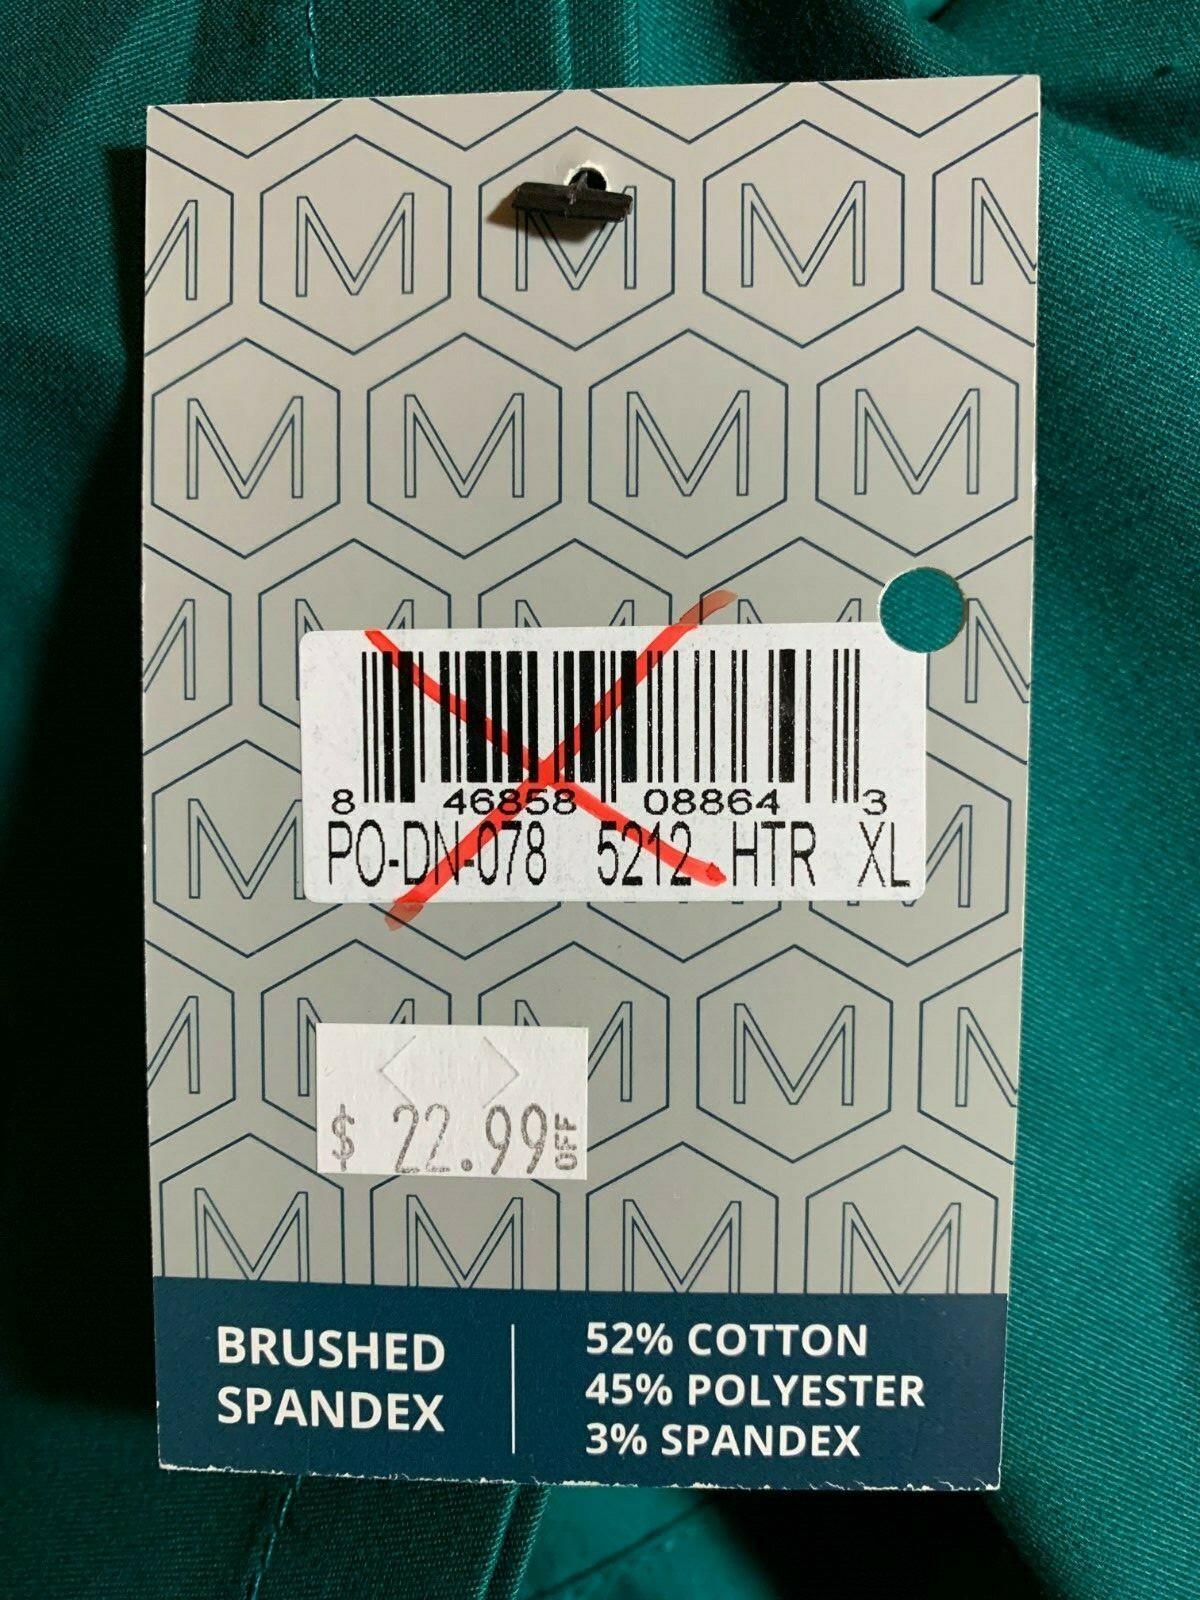 8 46858 08864 3
PO-DN-078 5212 HTR XL
$ 22.99 OFF
BRUSHED
SPANDEX
52% COTTON
45% POLYESTER
3% SPANDEX